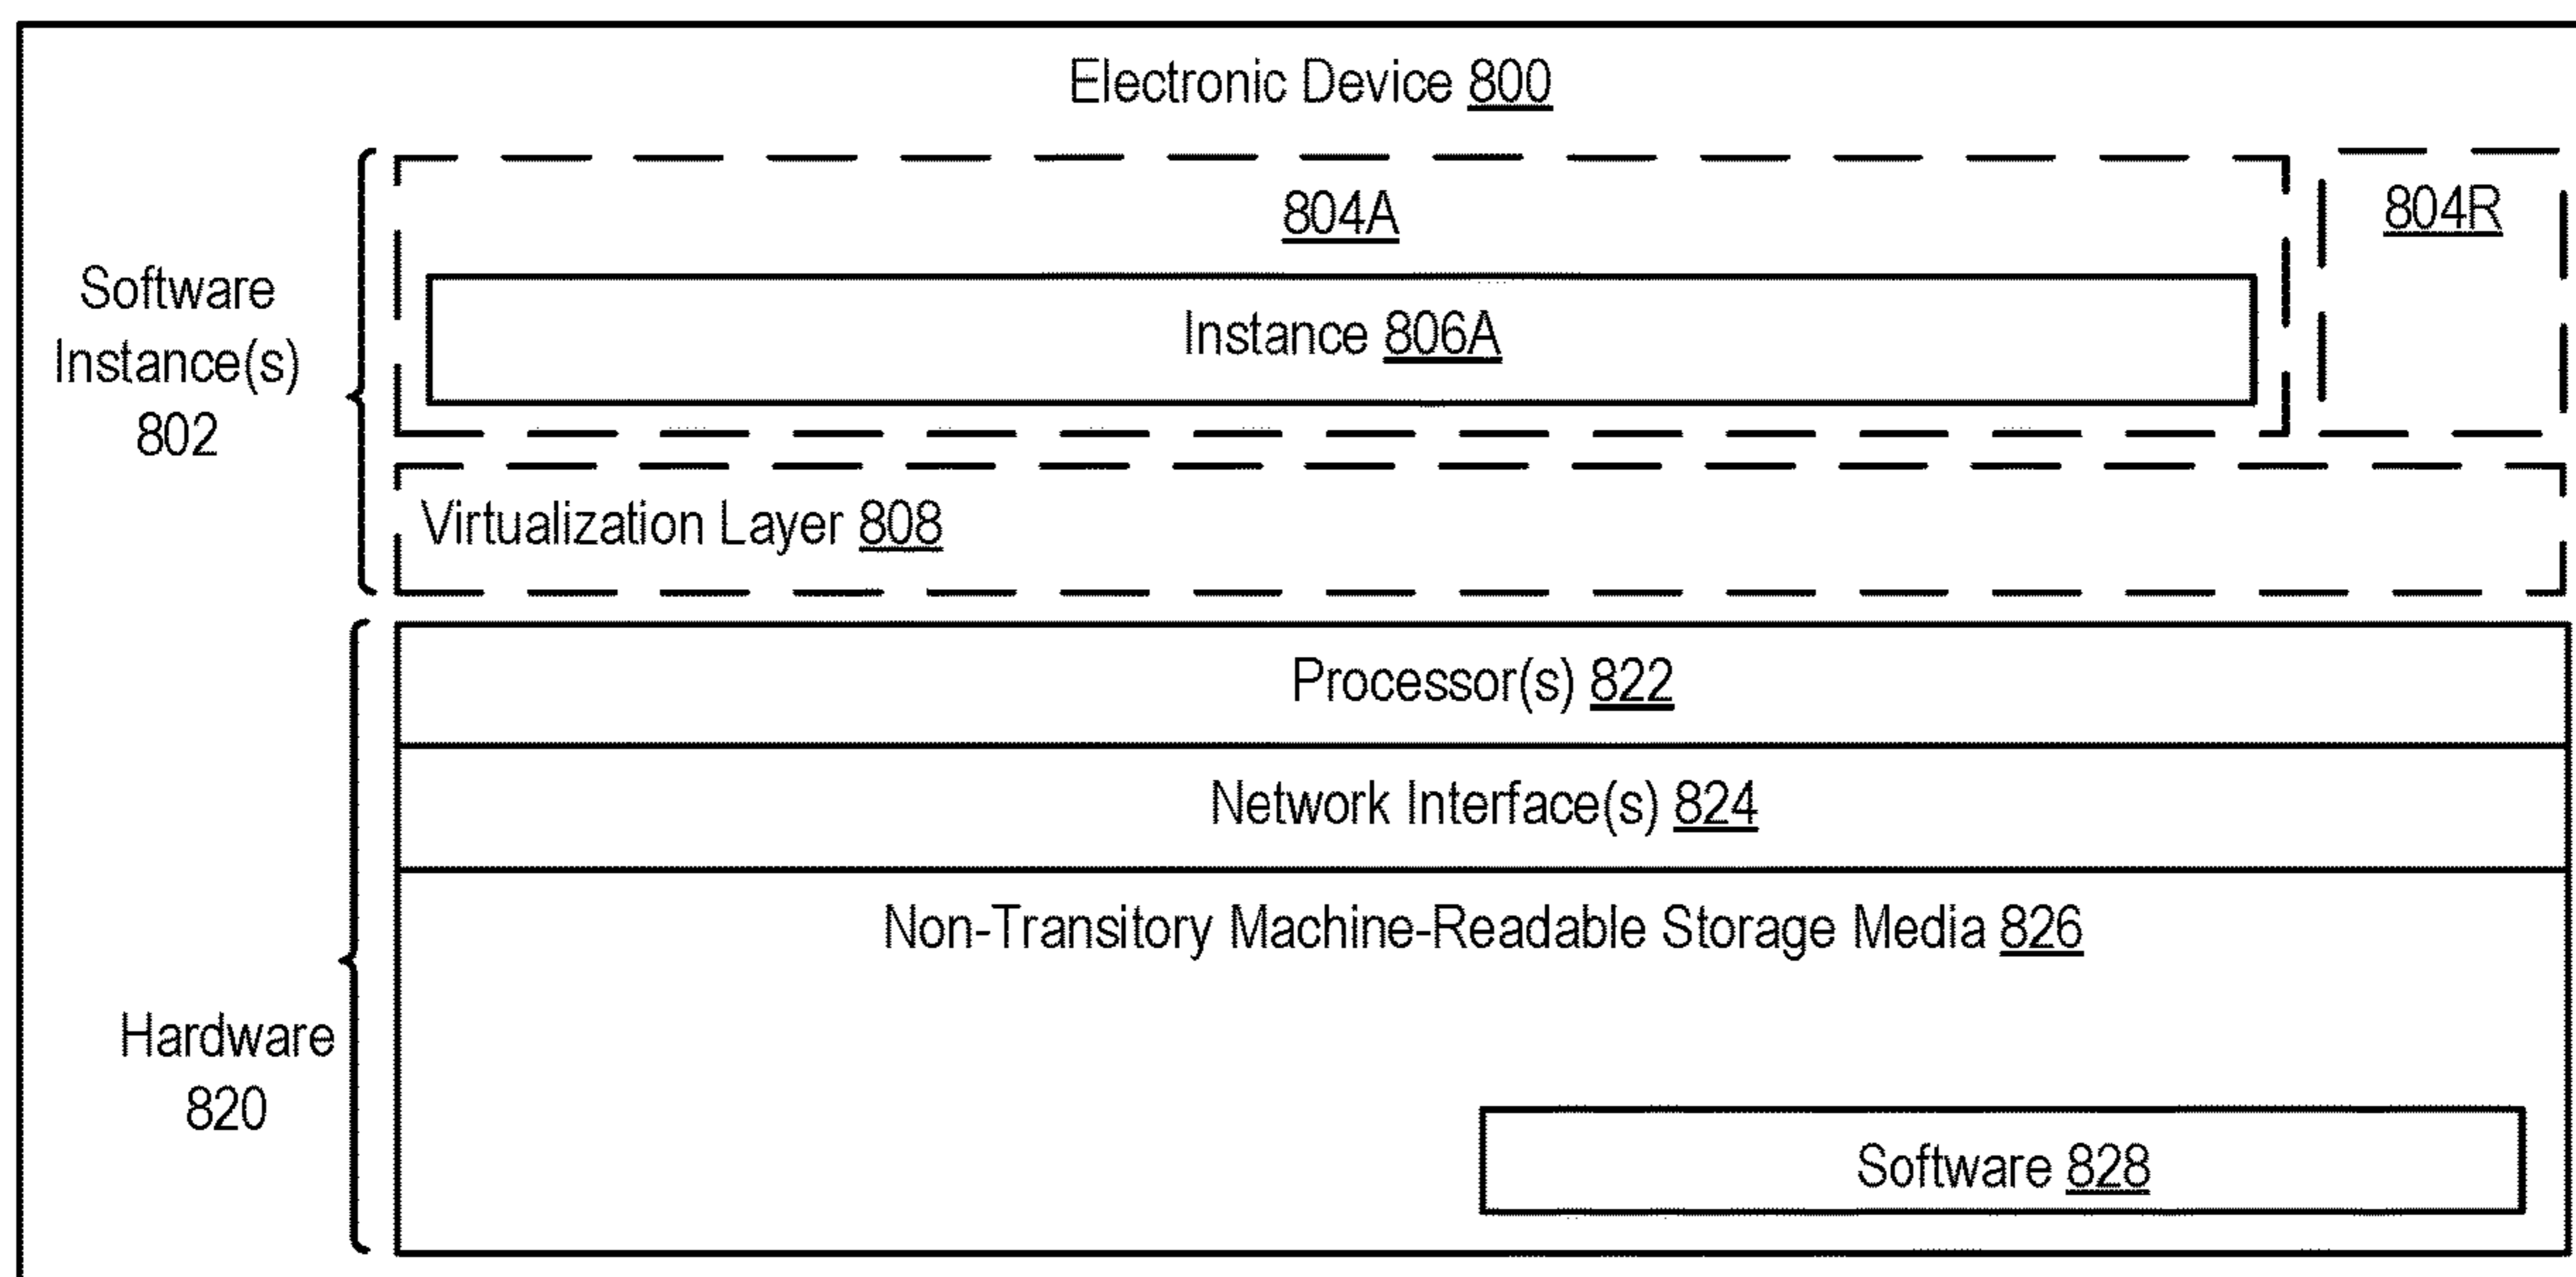 Electronic Device 800
804A
804R
Software
Instance(s)
802
Instance 806A
Virtualization Layer 808
Processor(s) 822
Network Interface(s) 824
Non-Transitory Machine-Readable Storage Media 826
Hardware
820
Software 828